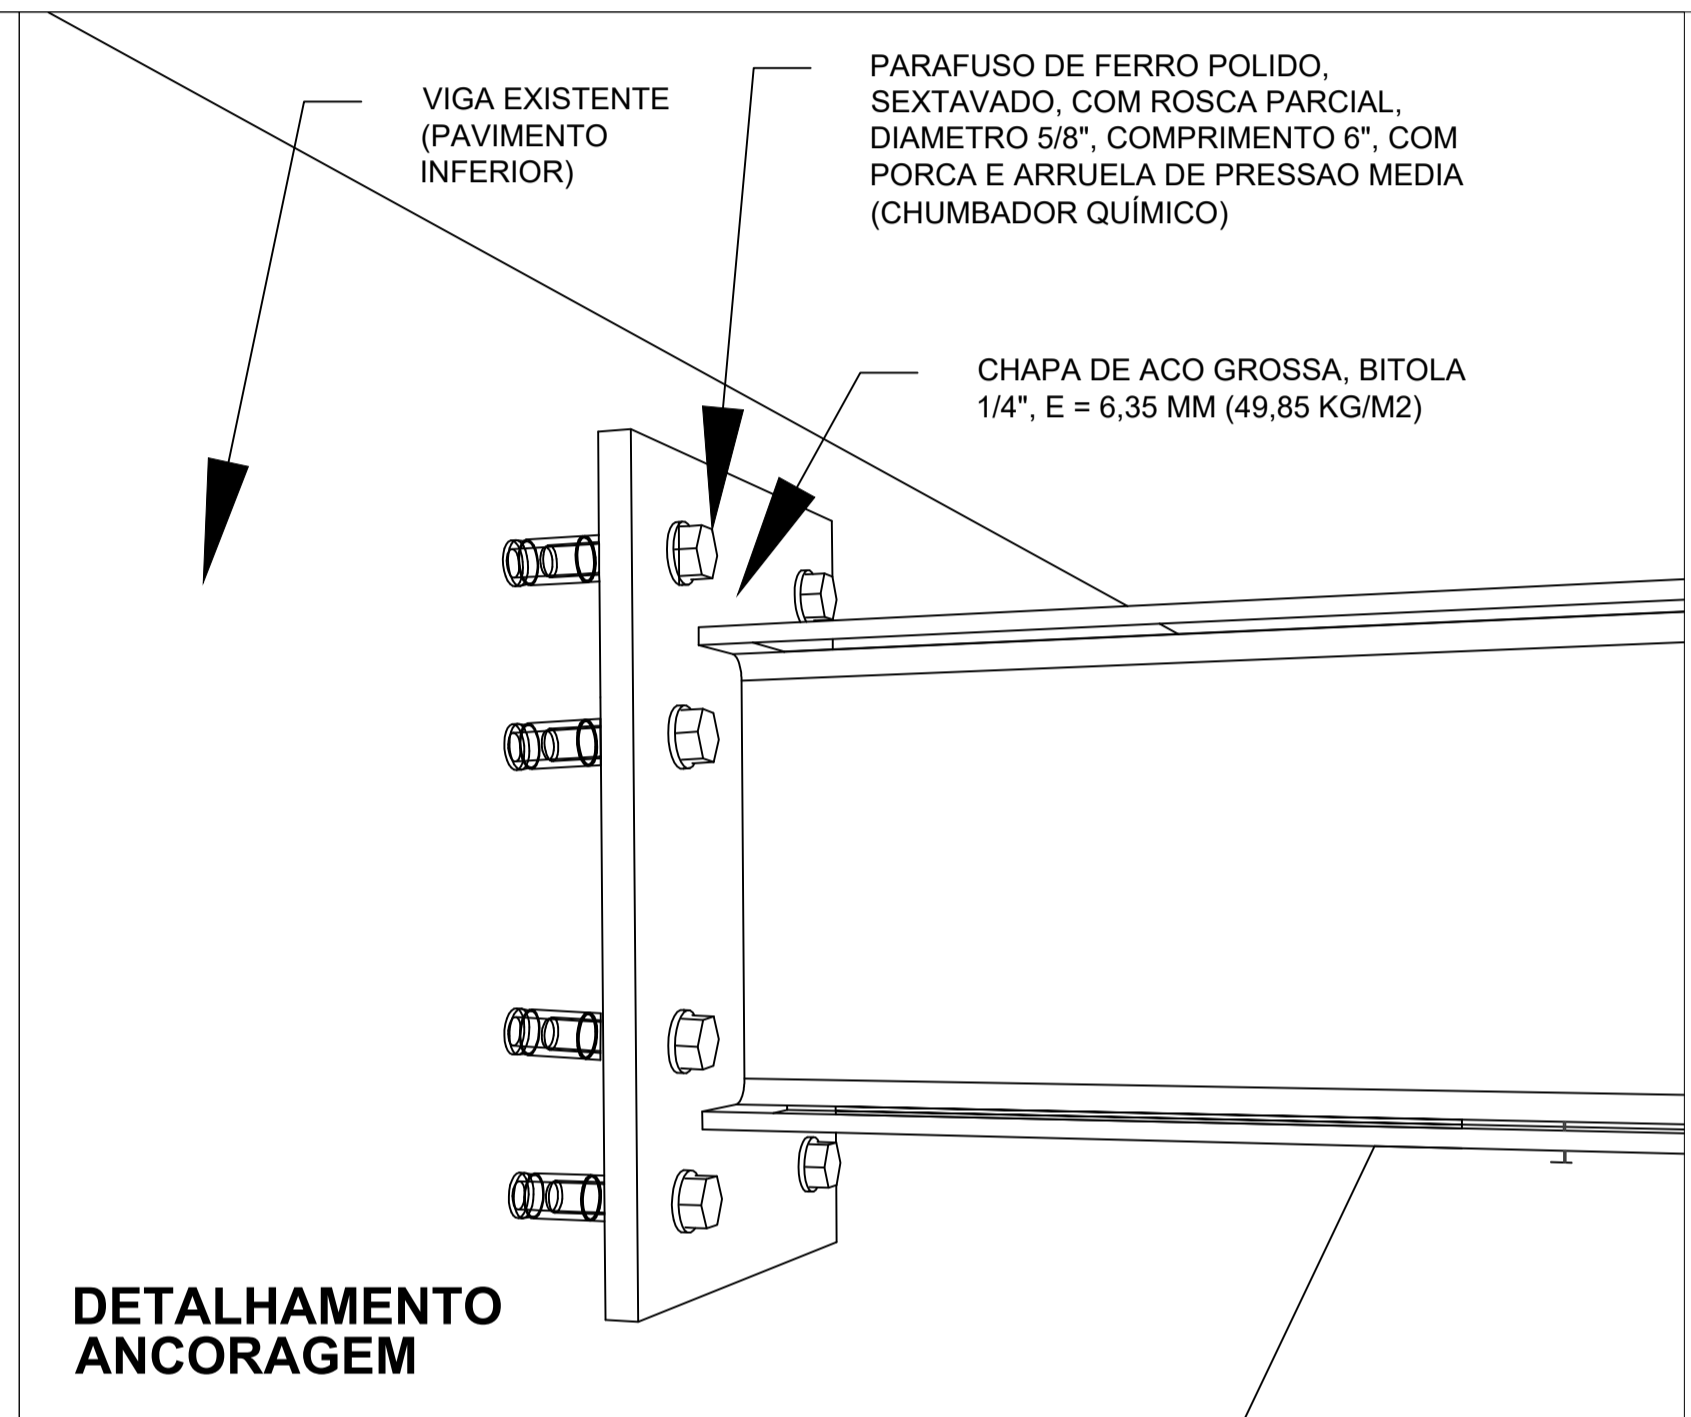 VIGA EXISTENTE
(PAVIMENTO
INFERIOR)
PARAFUSO DE FERRO POLIDO,
SEXTAVADO, COM ROSCA PARCIAL,
DIAMETRO 5/8", COMPRIMENTO 6", COM
PORCA E ARRUELA DE PRESSAO MEDIA
(CHUMBADOR QUÍMICO)
CHAPA DE ACO GROSSA, BITOLA
1/4", E = 6,35 MM (49,85 KG/M2)
DETALHAMENTO
ANCORAGEM